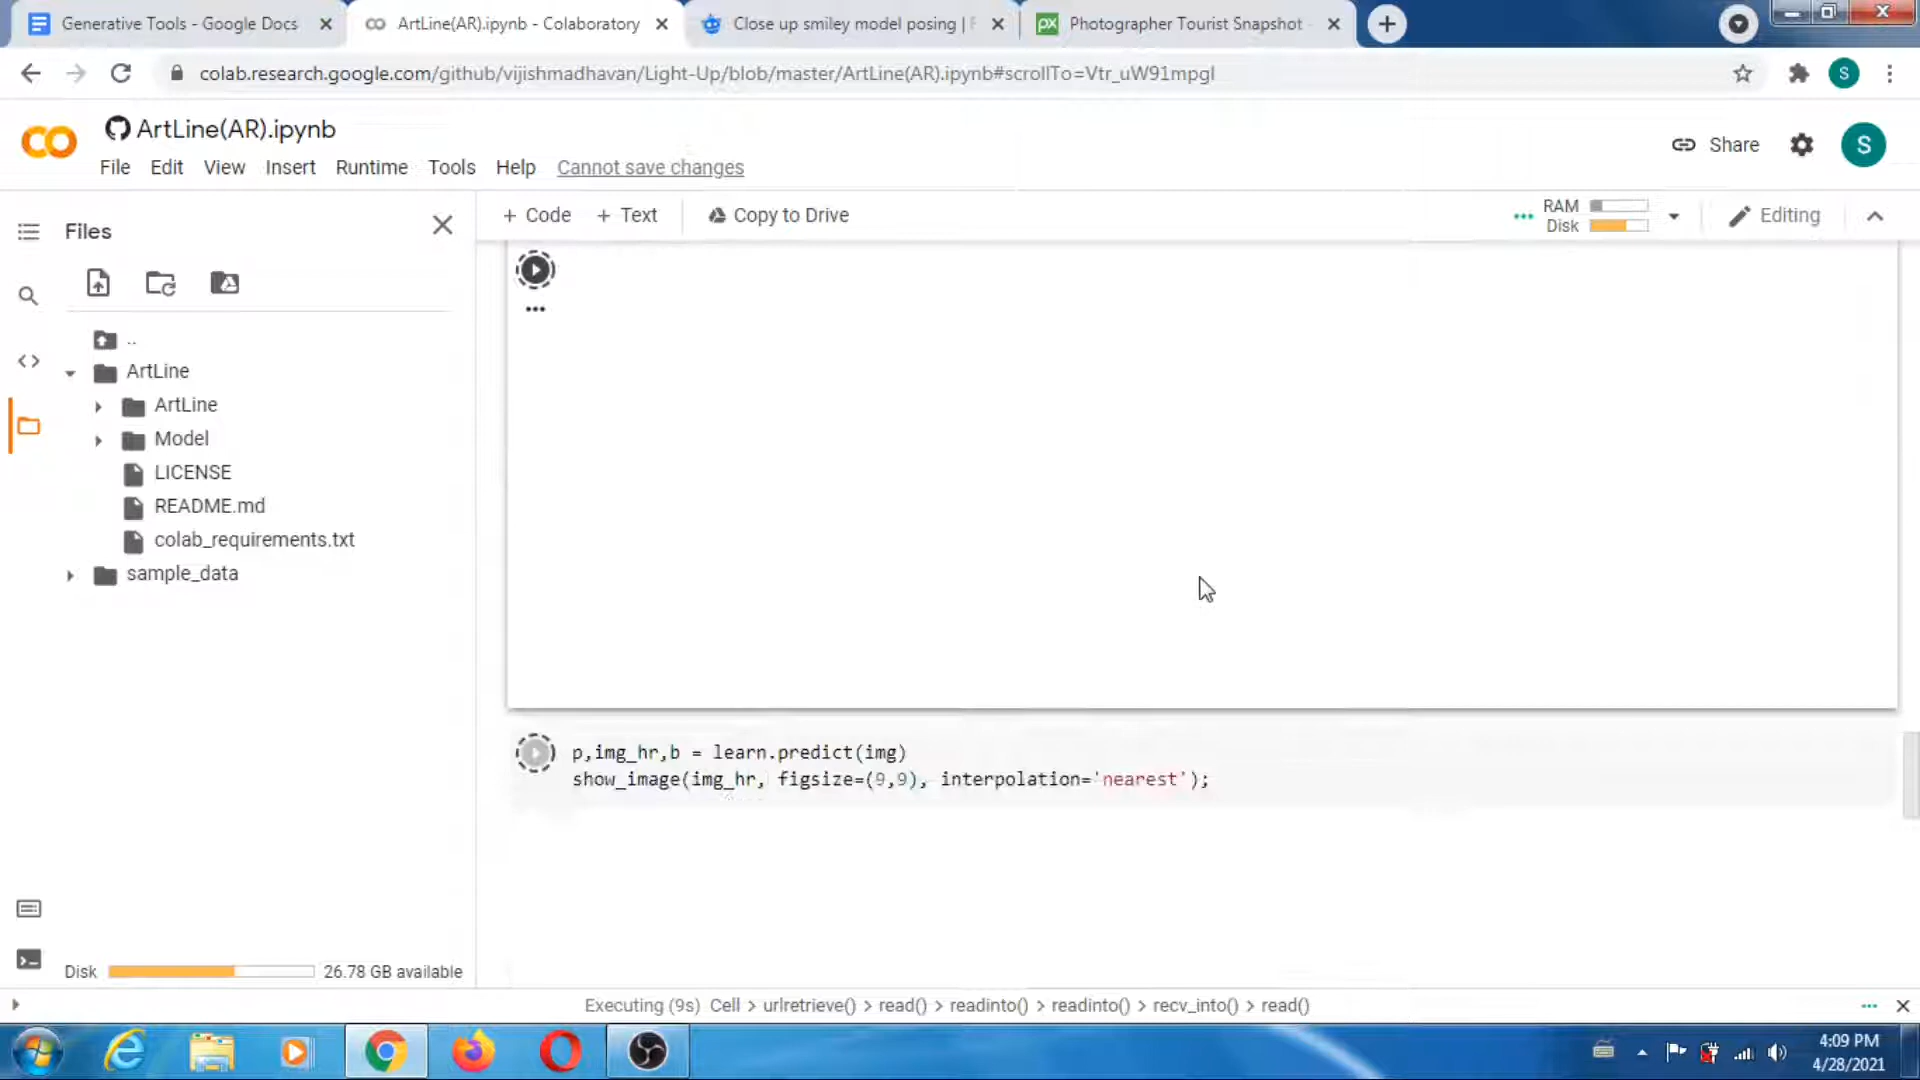 Generative Tools - Google Docs
ArtLine(AR).ipynb - Colaboratory
Close up smiley model posing | F
Photographer Tourist Snapshot -
colab.research.google.com/github/vijishmadhavan/Light-Up/blob/master/ArtLine(AR).ipynb#scrollTo=Vtr_uW91mpgl
S
ArtLine(AR).ipynb
File Edit View Insert Runtime Tools Help Cannot save changes
Share
S
Files
+ Code + Text Copy to Drive
RAM
Disk
Editing
..
ArtLine
ArtLine
Model
LICENSE
README.md
colab_requirements.txt
sample_data
p,img_hr,b = learn.predict(img)
show_image(img_hr, figsize=(9,9), interpolation='nearest');
Disk 26.78 GB available
Executing (9s) Cell > urlretrieve() > read() > readinto() > readinto() > recv_into() > read()
4:09 PM
4/28/2021